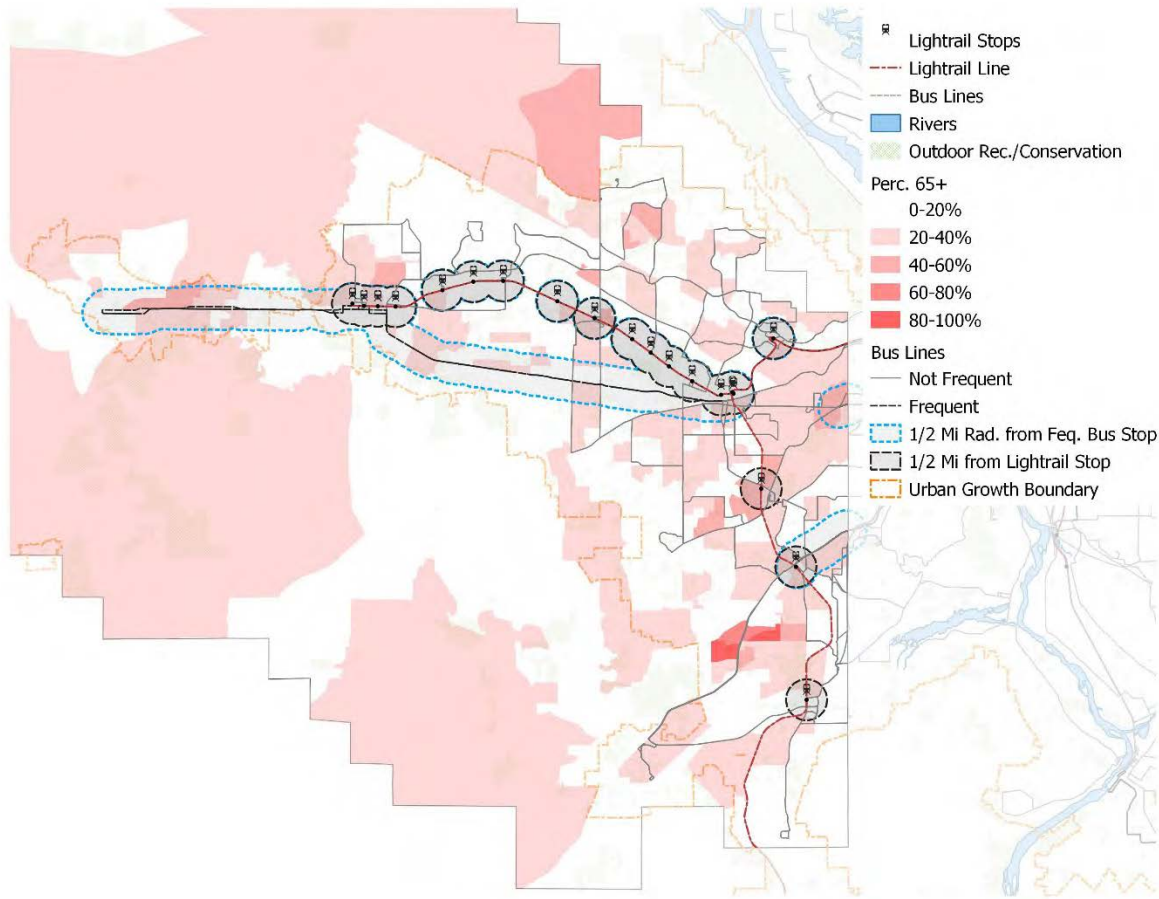 Lightrail Stops
Lightrail Line
Bus Lines
Rivers
Outdoor Rec./Conservation
Perc. 65+
0-20%
20-40%
40-60%
60-80%
80-100%
Bus Lines
Not Frequent
Frequent
1/2 Mi Rad. from Feq. Bus Stop
1/2 Mi from Lightrail Stop
Urban Growth Boundary